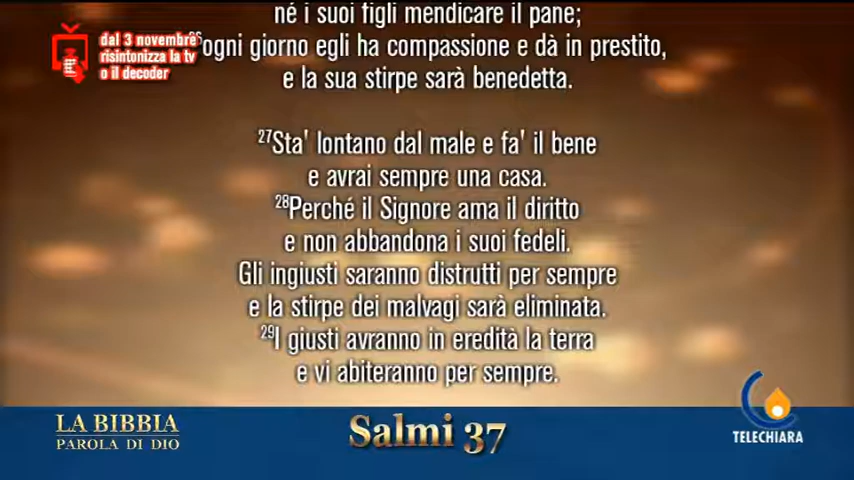 né i suoi figli mendicare il pane;
dal 3 novembre
risintonizza la tv
o il decoder
26ogni giorno egli ha compassione e dà in prestito,
e la sua stirpe sarà benedetta.
27Sta' lontano dal male e fa' il bene
e avrai sempre una casa.
28Perché il Signore ama il diritto
e non abbandona i suoi fedeli.
Gli ingiusti saranno distrutti per sempre
e la stirpe dei malvagi sarà eliminata.
29I giusti avranno in eredità la terra
e vi abiteranno per sempre.
LA BIBBIA
PAROLA DI DIO
Salmi 37
TELECHIARA